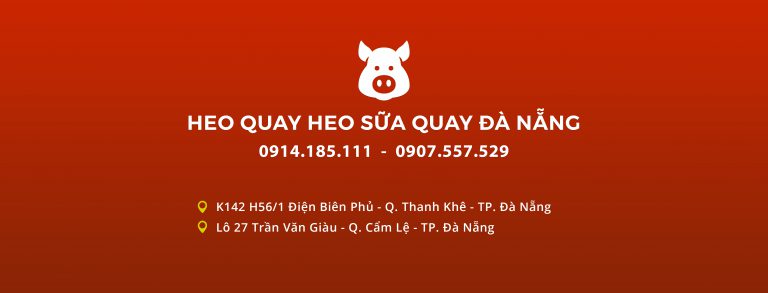 HEO QUAY HEO SỮA QUAY ĐÀ NẴNG
0914.185.111 - 0907.557.529
K142 H56/1 Điện Biên Phủ - Q. Thanh Khê - TP. Đà Nẵng
Lô 27 Trần Văn Giàu - Q. Cẩm Lệ - TP. Đà Nẵng